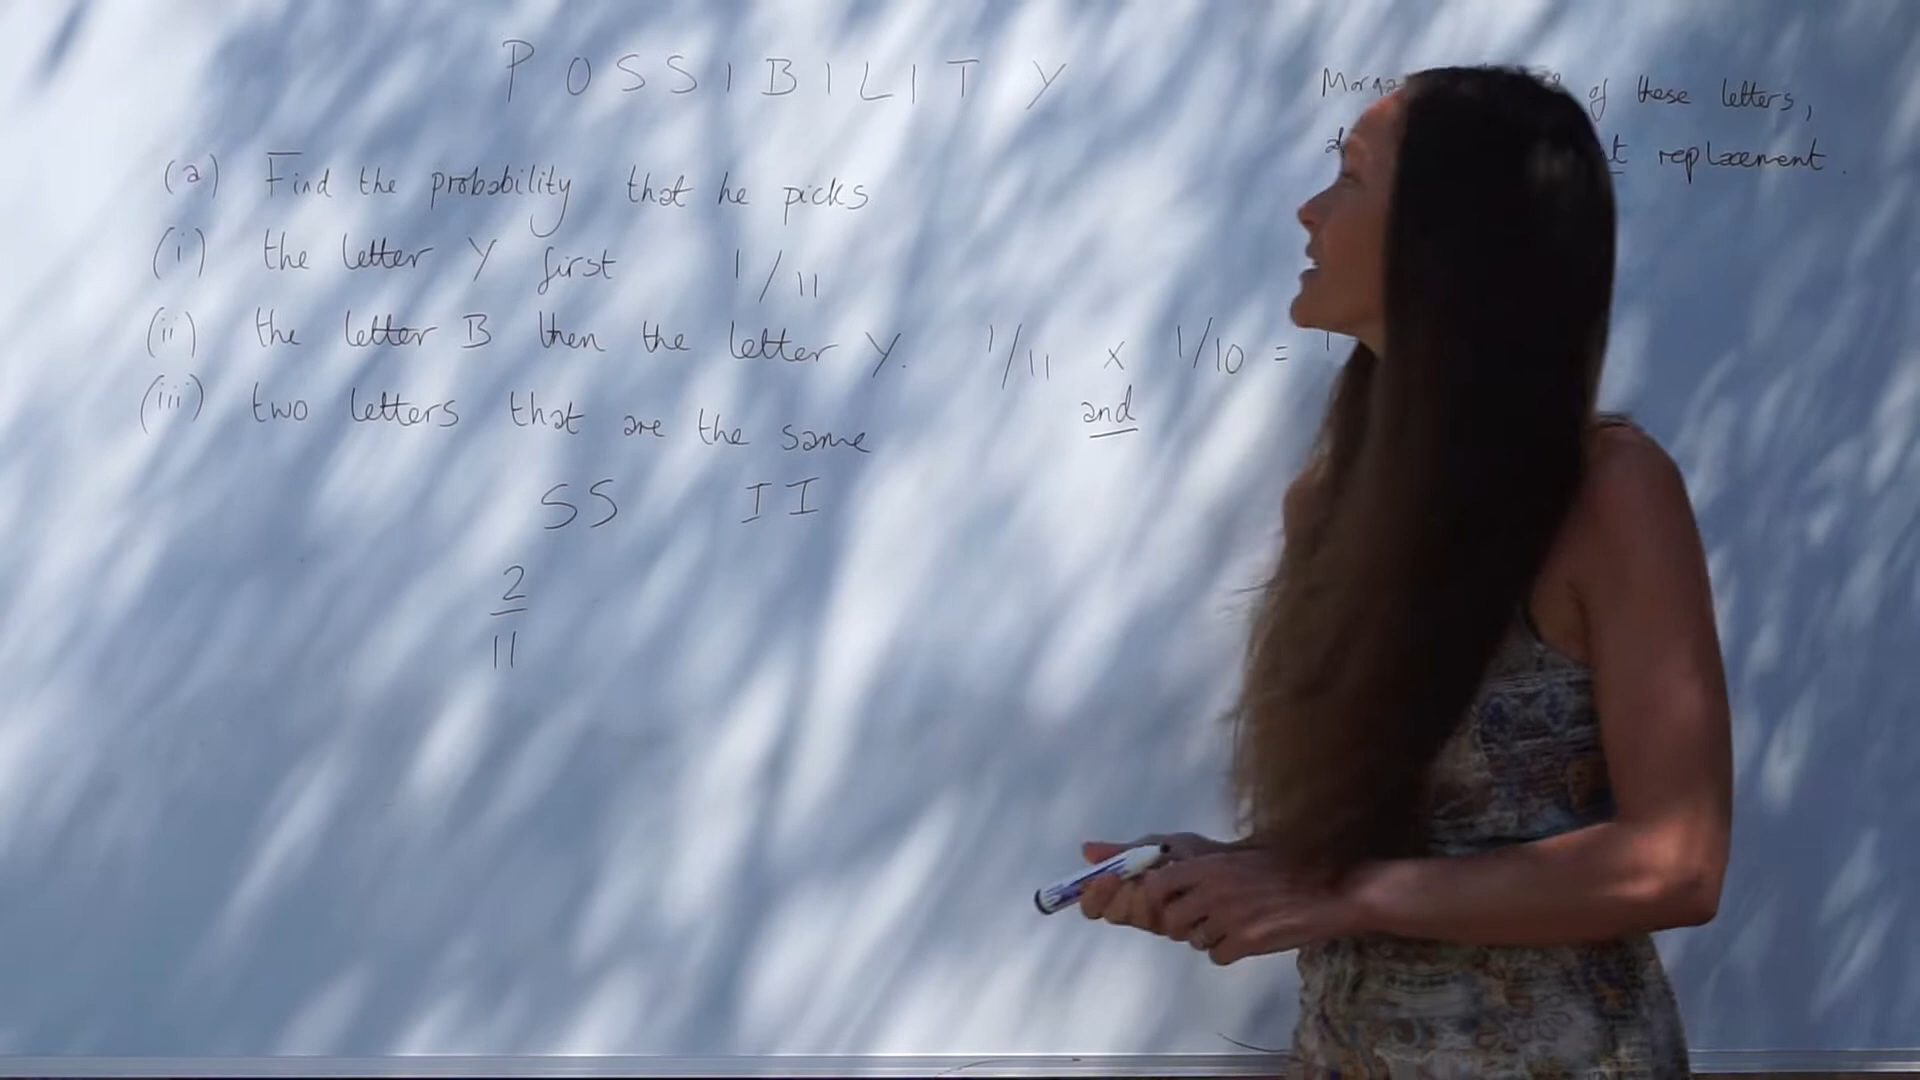 POSSIBILITY
of these letters,
replacement.
(a) Find the probability that he picks
(i) the letter Y first 1/11
(ii) the letter B then the letter Y. 1/11 x 1/10 =
and
(iii) two letters that are the same
SS II
2
11